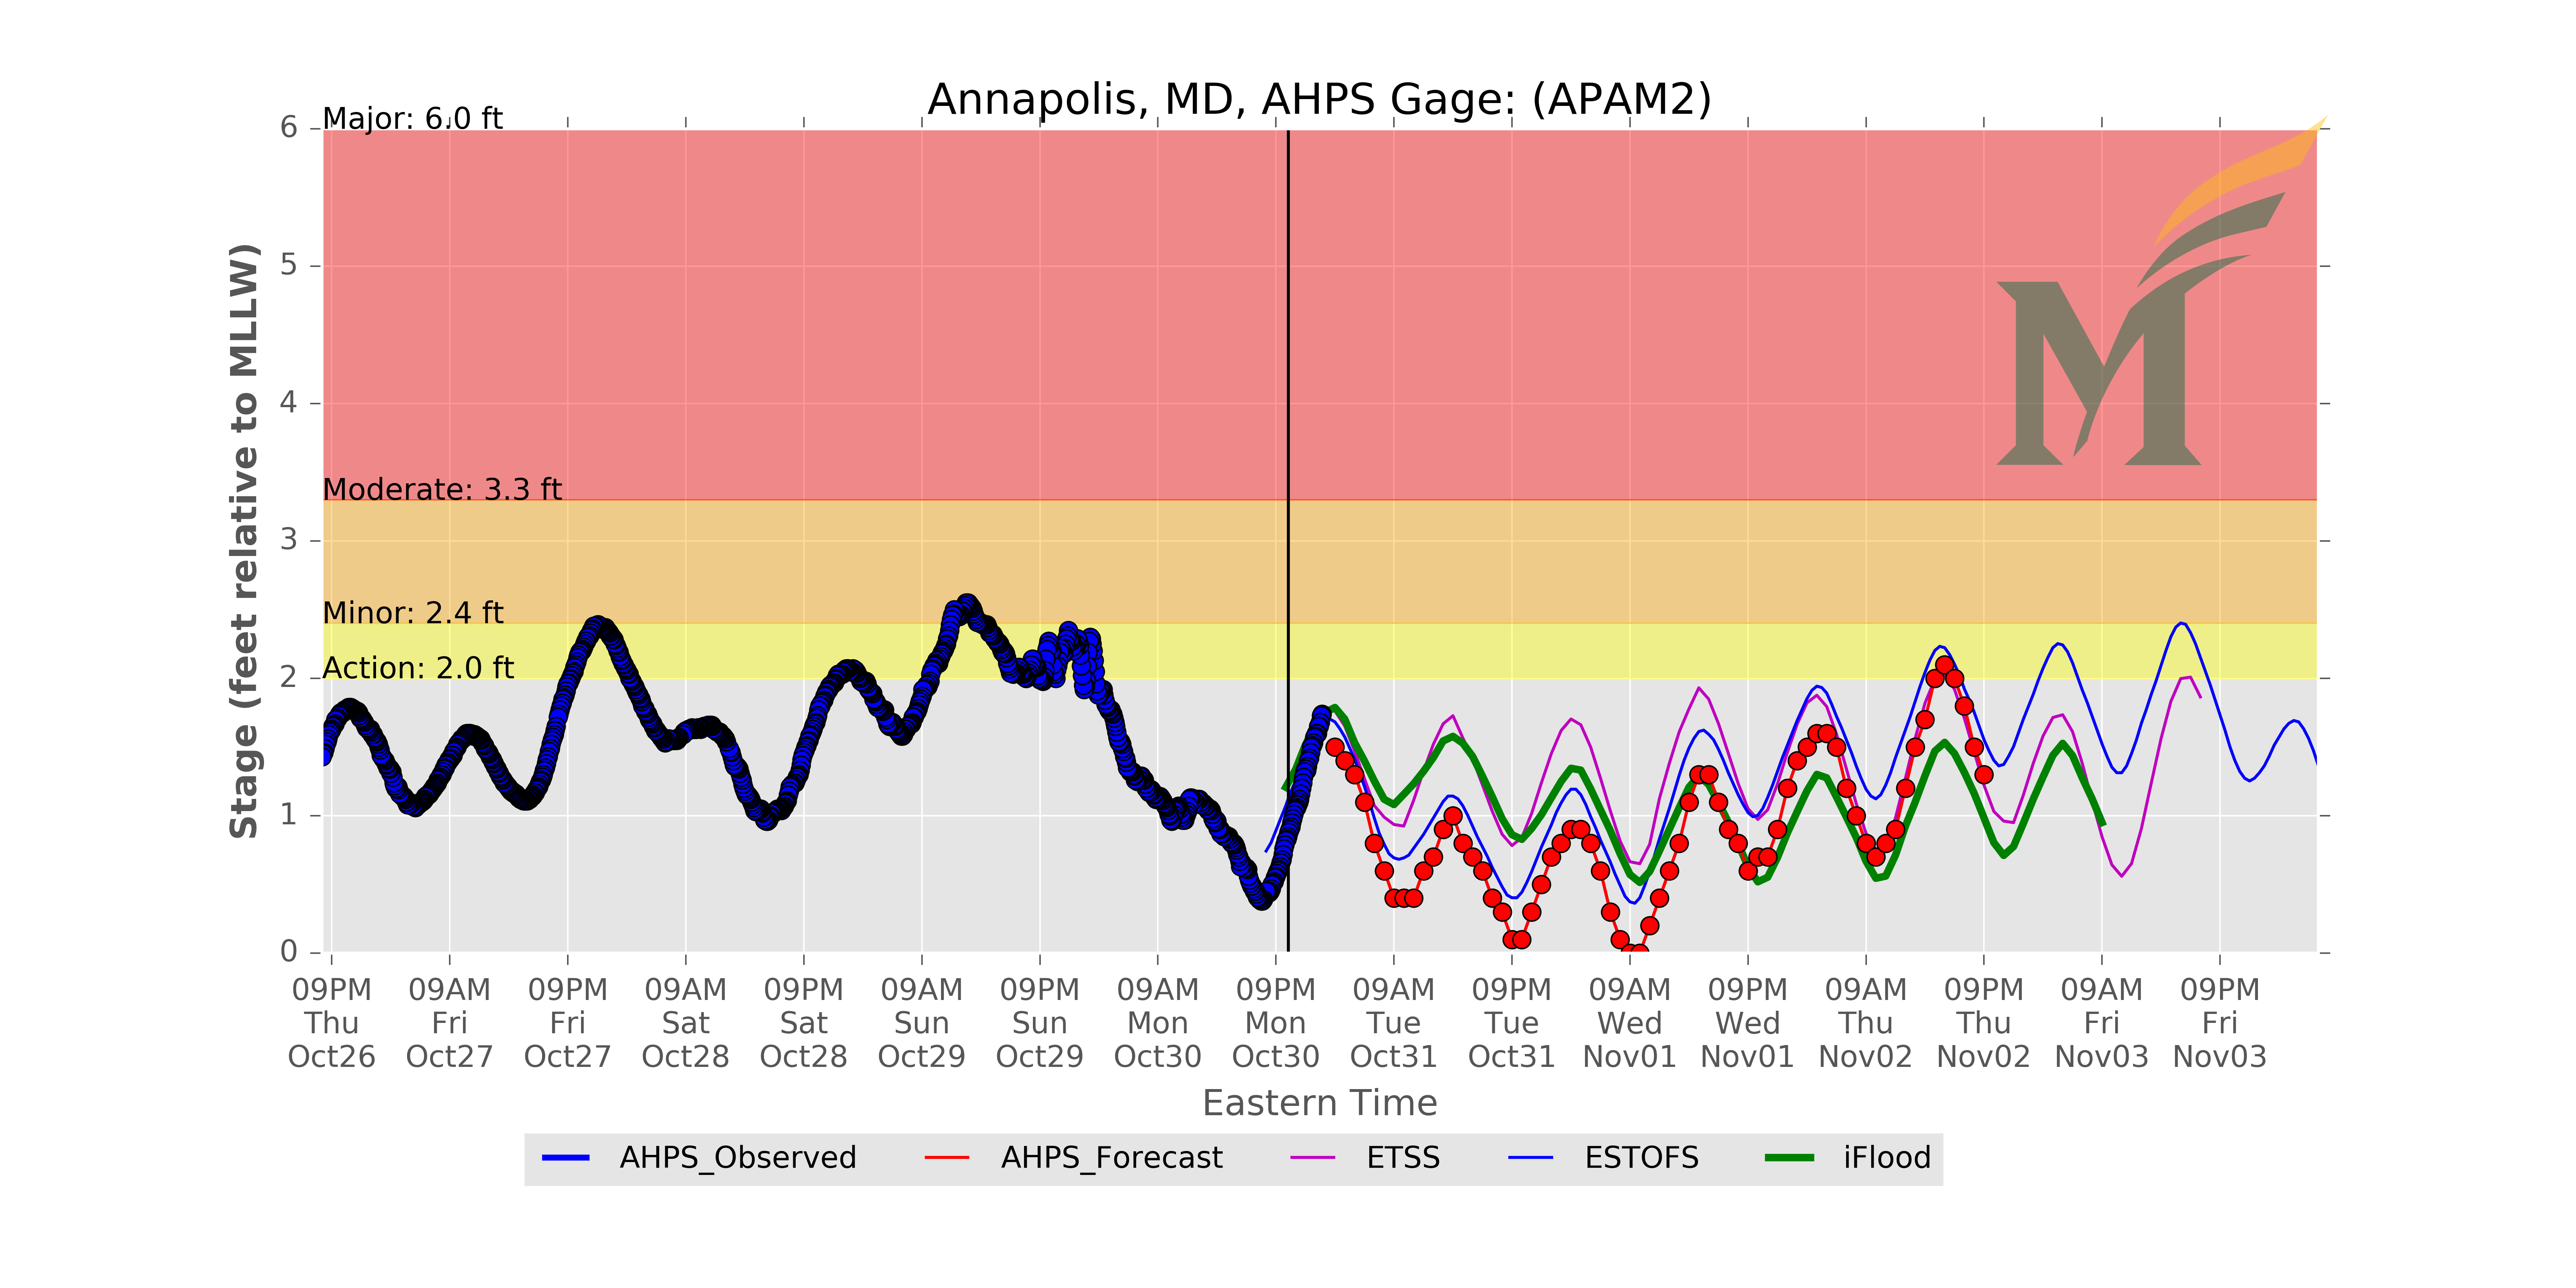 Annapolis, MD, AHPS Gage: (APAM2)
Major: 6.0 ft
Moderate: 3.3 ft
Minor: 2.4 ft
Action: 2.0 ft
Stage (feet relative to MLLW)
6
5
4
3
2
1
0
09PM 09AM 09PM 09AM 09PM 09AM 09PM 09AM 09PM 09AM 09PM 09AM 09PM 09AM 09PM 09AM 09PM
Thu Fri Fri Sat Sat Sun Sun Mon Mon Tue Tue Wed Wed Thu Thu Fri Fri
Oct26 Oct27 Oct27 Oct28 Oct28 Oct29 Oct29 Oct30 Oct30 Oct31 Oct31 Nov01 Nov01 Nov02 Nov02 Nov03 Nov03
Eastern Time
AHPS_Observed AHPS_Forecast ETSS ESTOFS iFlood